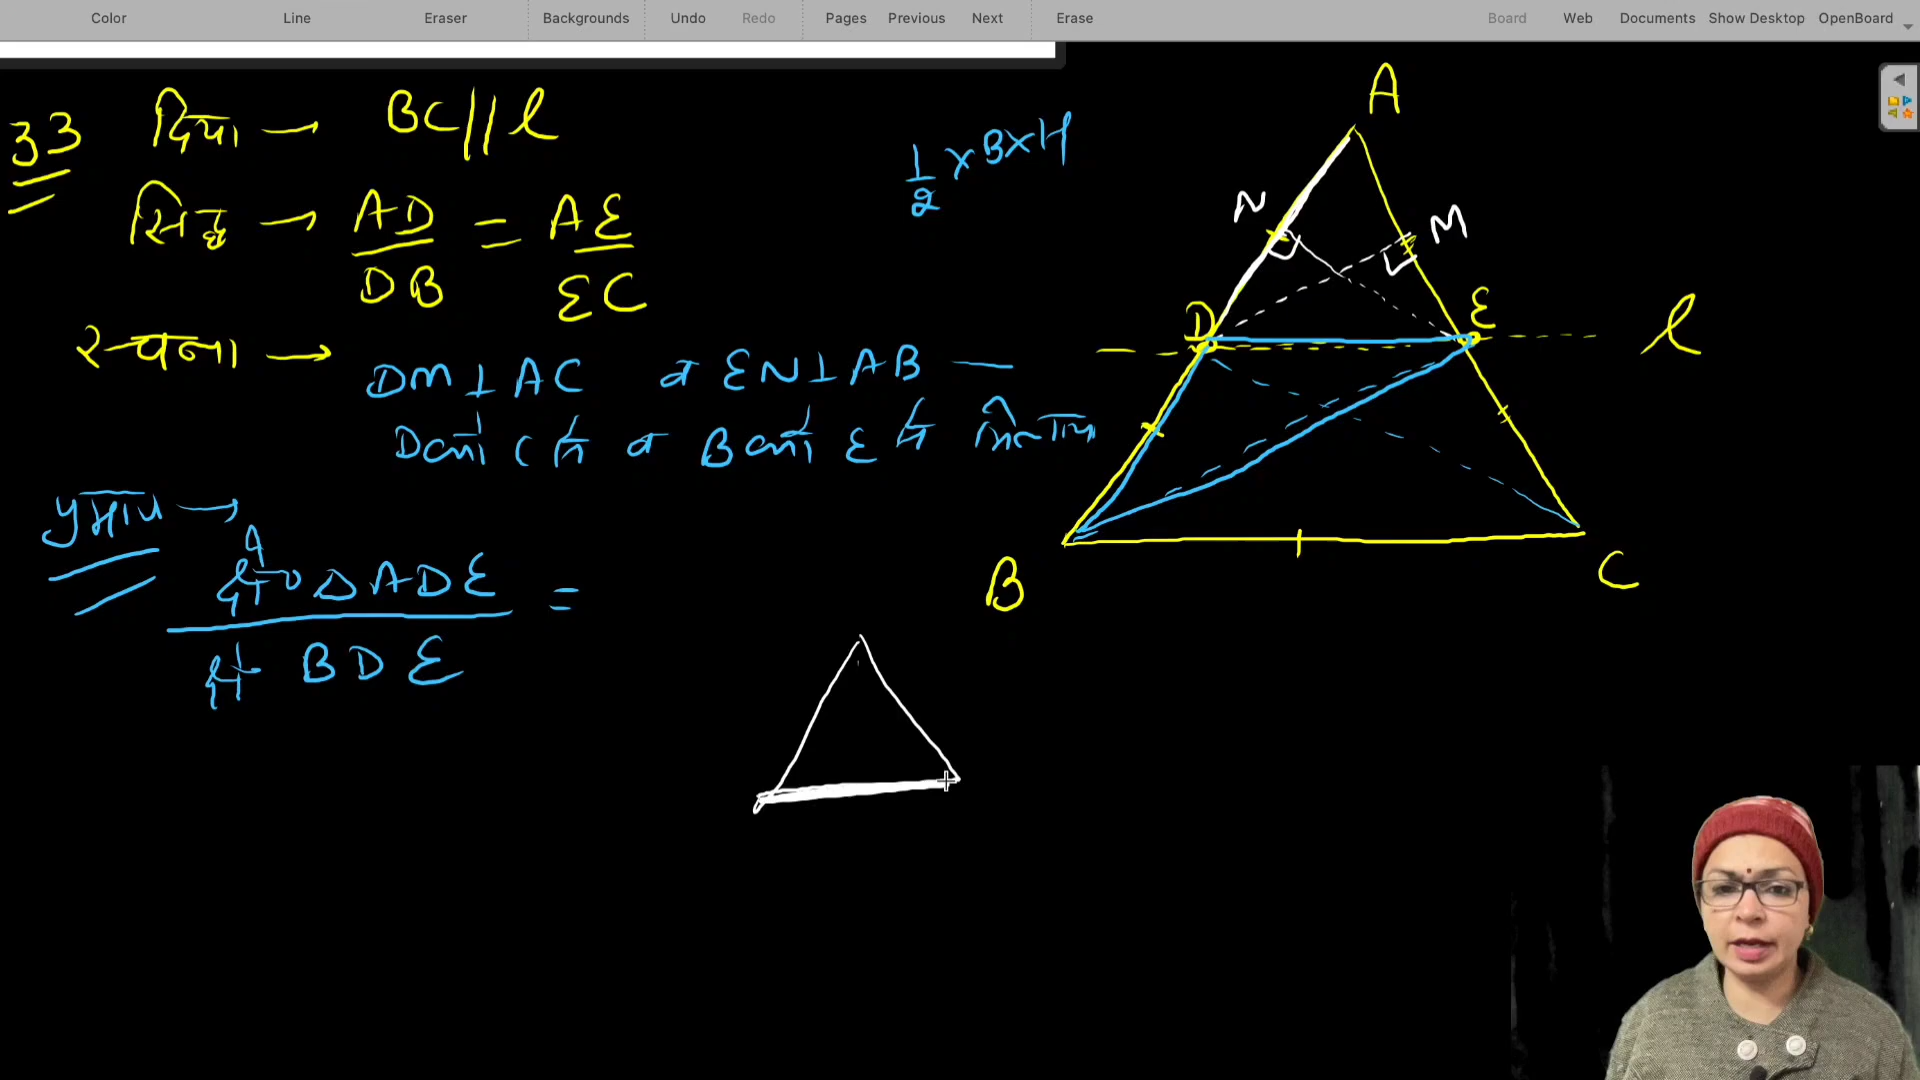 Color Line Eraser Backgrounds Undo Redo Pages Previous Next Erase Board Web Documents Show Desktop OpenBoard
33 दिया → BC // l
सिद्ध → AD/DB = AE/EC
रचना → DM ⊥ AC व EN ⊥ AB —
D को C से व B को E से मिलाया
प्रमाण →
क्षे० Δ ADE / क्षे BDE =
1/2 × B × H
A
N
M
D
E
l
B
C